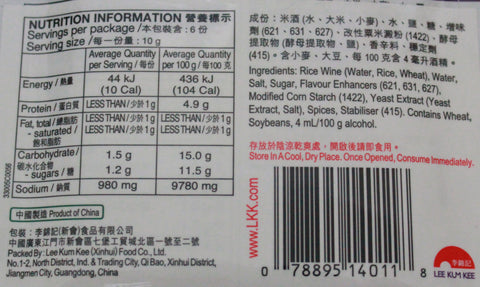 NUTRITION INFORMATION 營養標示
Servings per package / 本包裝含 : 6 份
Serving size / 每一份量 : 10 g
Average Quantity per Serving / 每份
Average Quantity per 100 g / 每100 克
Energy / 熱量 44 kJ (10 Cal) 436 kJ (104 Cal)
Protein / 蛋白質 LESS THAN / 少於 1 g 4.9 g
Fat, total / 總脂肪 LESS THAN / 少於 1 g LESS THAN / 少於 1 g
- saturated / 飽和脂肪 LESS THAN / 少於 1 g LESS THAN / 少於 1 g
Carbohydrate / 碳水化合物 1.5 g 15.0 g
- sugars / 糖 1.2 g 11.5 g
Sodium / 鈉質 980 mg 9780 mg
中國製造 Product of China
包裝 : 李錦記(新會)食品有限公司
中國廣東江門市新會區七堡工貿城北區一號至二號
Packed By : Lee Kum Kee (Xinhui) Food Co., Ltd.
No.1-2, North District, Ind. & Trading City, Qi Bao, Xinhui District,
Jiangmen City, Guangdong, China
成份 : 米酒 (水、大米、小麥)、水、鹽、糖、增味
劑 (621、631、627)、改性粟米澱粉 (1422)、酵母
提取物 (酵母提取物、鹽)、香辛料、穩定劑
(415)。含小麥、大豆、每 100 克含 4 毫升酒精。
Ingredients: Rice Wine (Water, Rice, Wheat), Water,
Salt, Sugar, Flavour Enhancers (621, 631, 627),
Modified Corn Starch (1422), Yeast Extract (Yeast
Extract, Salt), Spices, Stabiliser (415). Contains Wheat,
Soybeans, 4 mL/100 g alcohol.
存放於陰涼乾爽處，開啟後請即食用。
Store In A Cool, Dry Place. Once Opened, Consume Immediately.
www.LKK.com
0 78895 14011 8
李錦記
LEE KUM KEE